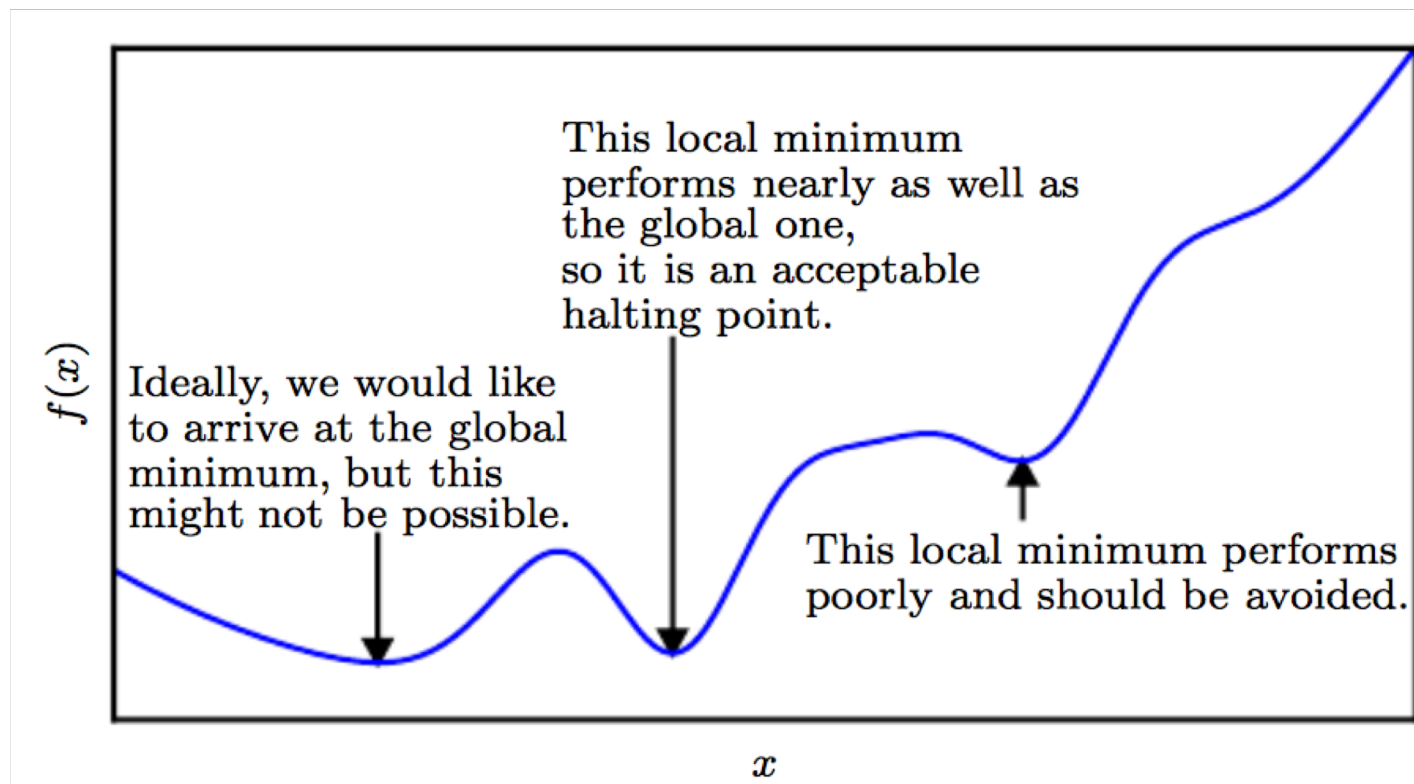 This local minimum
performs nearly as well as
the global one,
so it is an acceptable
halting point.
f(x)
Ideally, we would like
to arrive at the global
minimum, but this
might not be possible.
This local minimum performs
poorly and should be avoided.
x